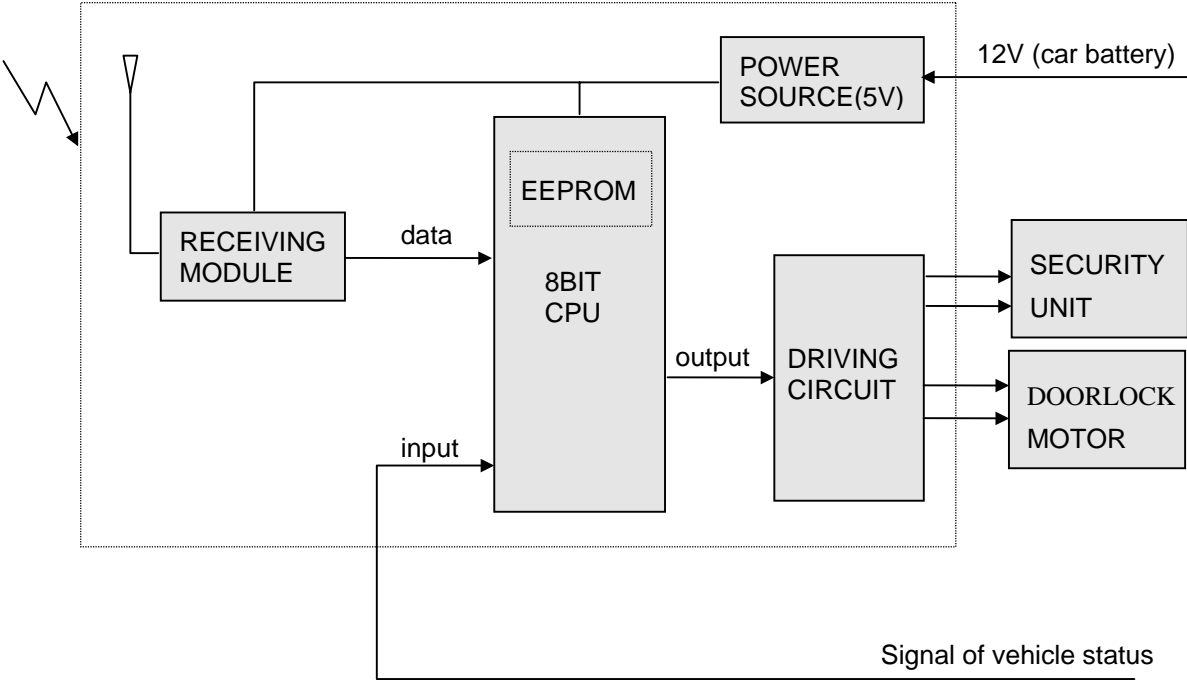 12V (car battery)
POWER
SOURCE(5V)
EEPROM
RECEIVING
MODULE
data
8BIT
CPU
SECURITY
UNIT
output
DRIVING
CIRCUIT
DOORLOCK
MOTOR
input
Signal of vehicle status